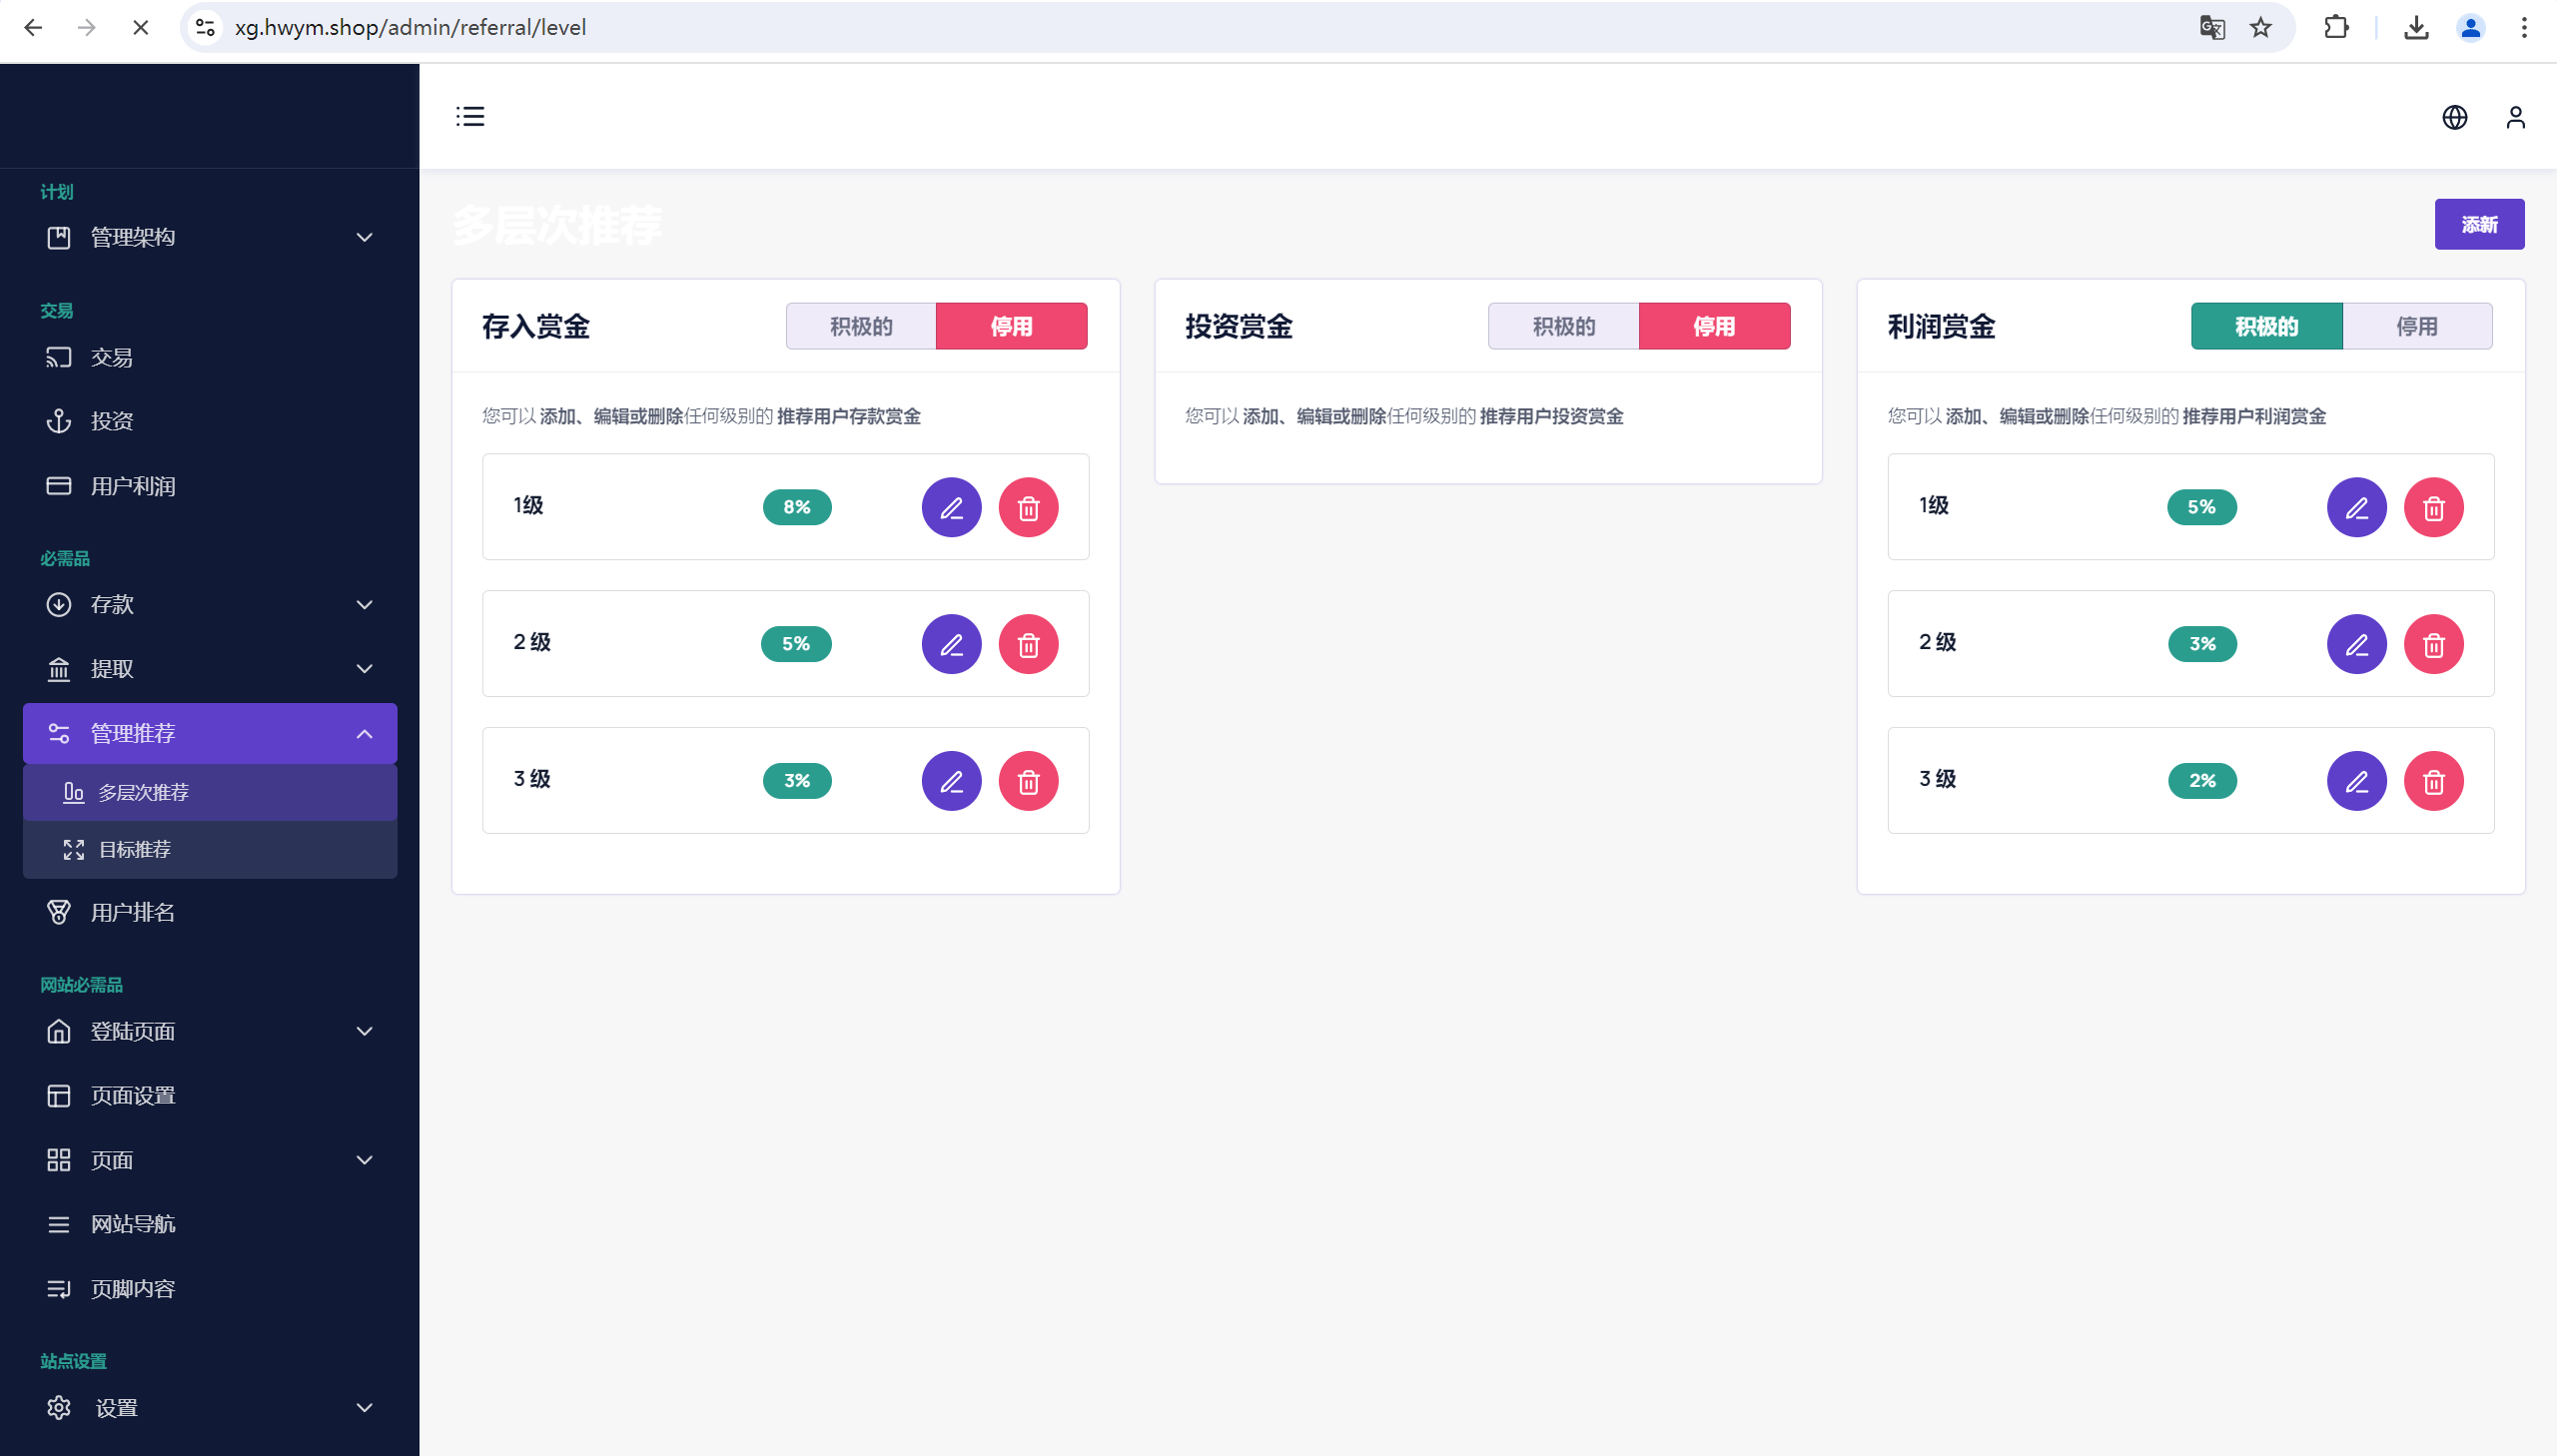 xg.hwym.shop/admin/referral/level
计划
管理架构
交易
交易
投资
用户利润
必需品
存款
提取
管理推荐
多层次推荐
目标推荐
用户排名
网站必需品
登陆页面
页面设置
页面
网站导航
页脚内容
站点设置
设置
多层次推荐
添新
存入赏金
积极的
停用
您可以 添加、编辑或删除任何级别的 推荐用户存款赏金
1级
8%
2 级
5%
3 级
3%
投资赏金
积极的
停用
您可以 添加、编辑或删除任何级别的 推荐用户投资赏金
利润赏金
积极的
停用
您可以 添加、编辑或删除任何级别的 推荐用户利润赏金
1级
5%
2 级
3%
3 级
2%